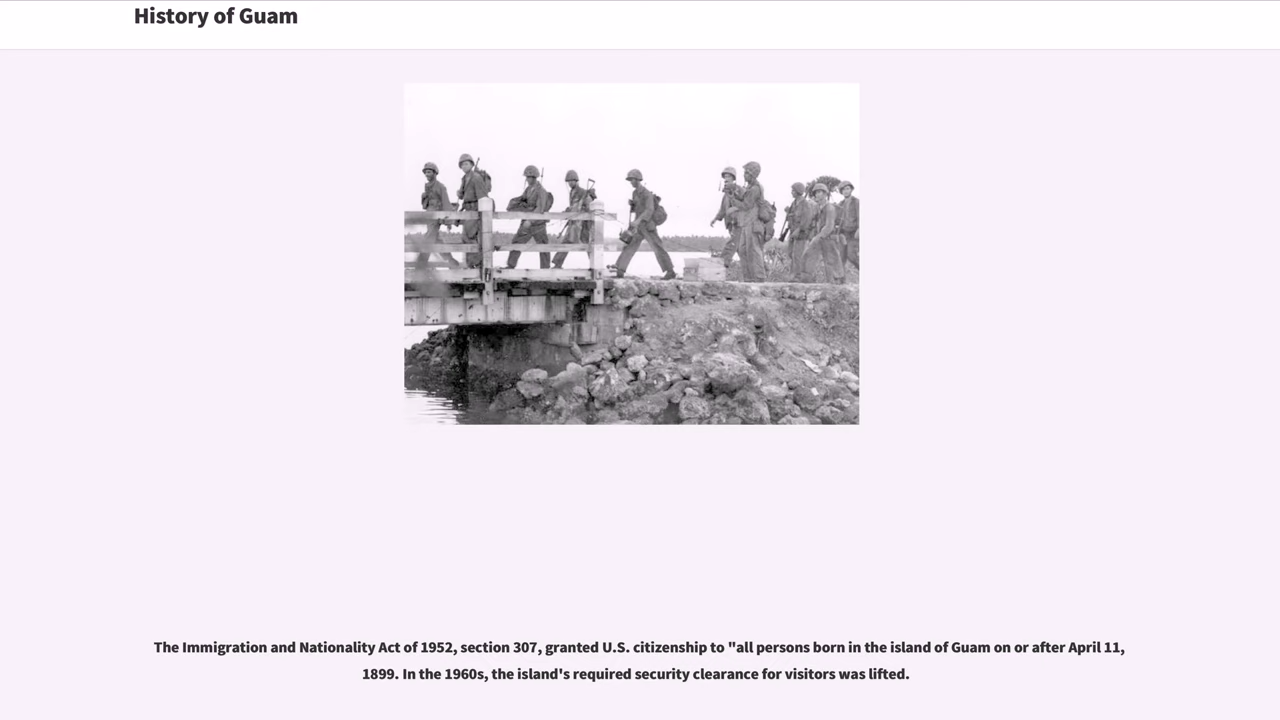 History of Guam
The Immigration and Nationality Act of 1952, section 307, granted U.S. citizenship to "all persons born in the island of Guam on or after April 11,
1899. In the 1960s, the island's required security clearance for visitors was lifted.